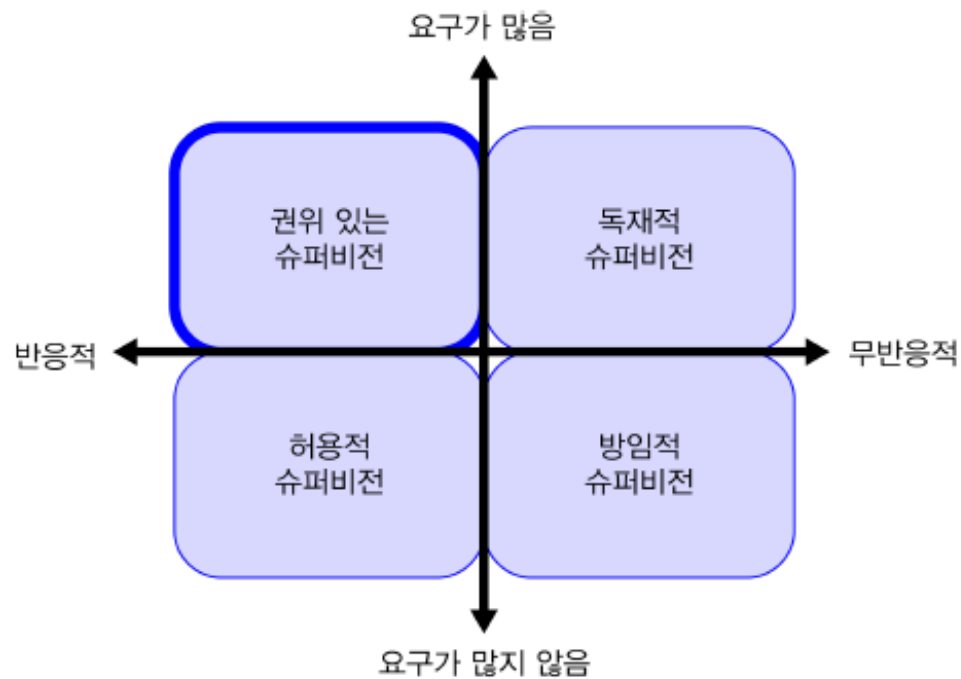 요구가 많음
권위 있는
슈퍼비전
독재적
슈퍼비전
반응적
무반응적
허용적
슈퍼비전
방임적
슈퍼비전
요구가 많지 않음